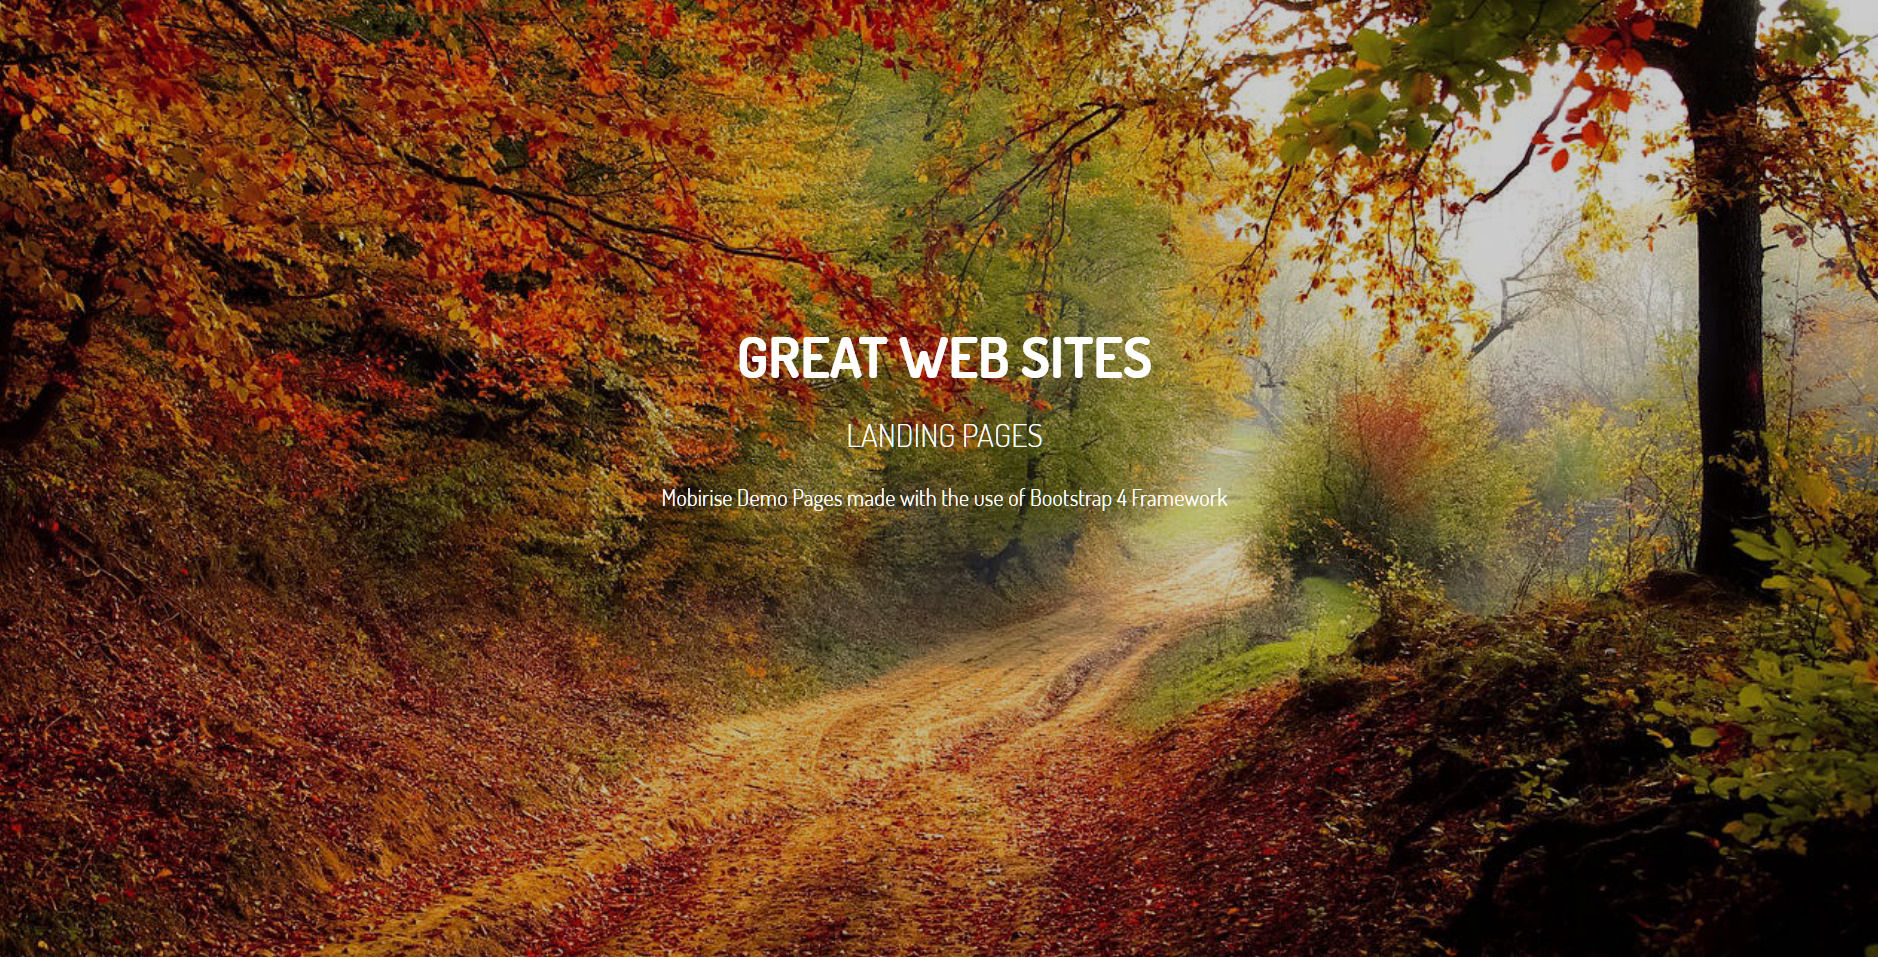 GREAT WEB SITES
LANDING PAGES
Mobirise Demo Pages made with the use of Bootstrap 4 Framework